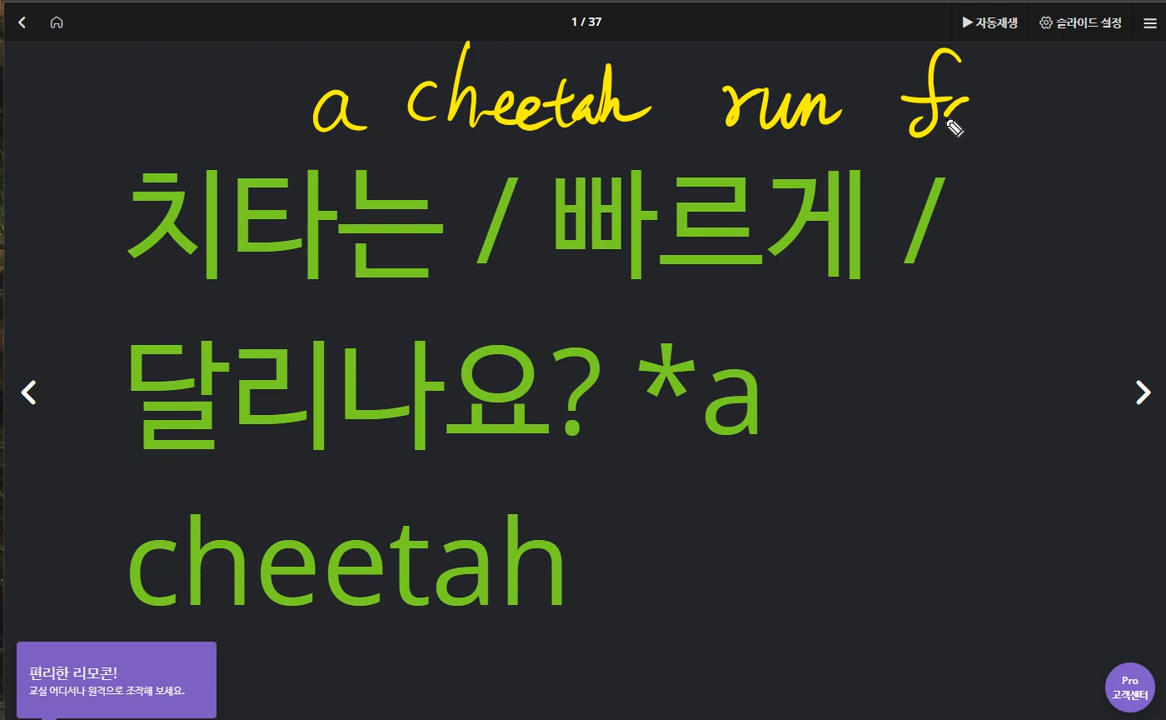 1 / 37
▶ 자동재생
슬라이드 설정
a cheetah run f
치타는 / 빠르게 /
달리나요? *a
cheetah
편리한 리모콘!
교실 어디서나 원격으로 조작해 보세요.
Pro
고객센터